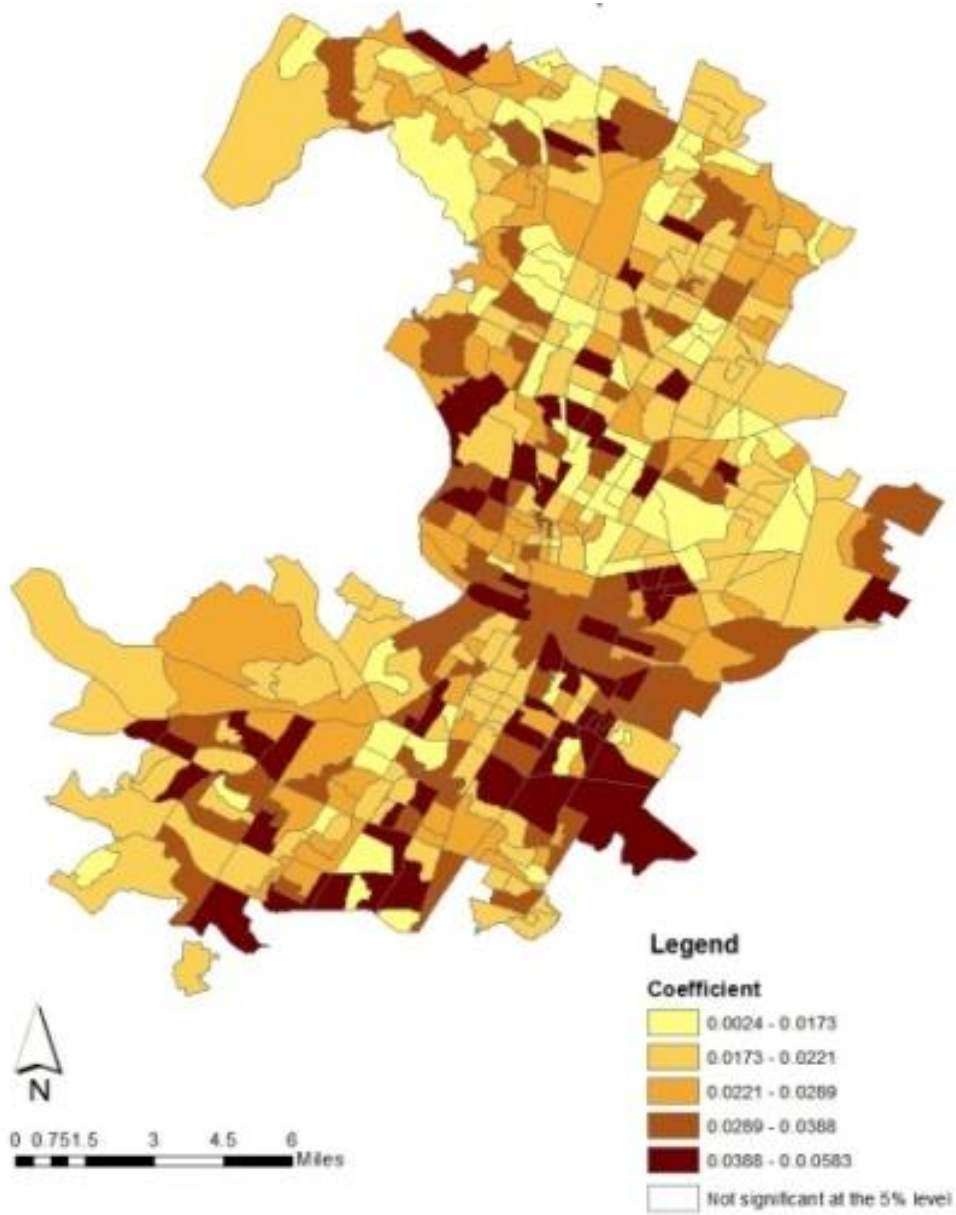 Legend
Coefficient
0.0024 - 0.0173
0.0173 - 0.0221
0.0221 - 0.0289
0.0289 - 0.0388
0.0388 - 0.0.0583
Not significant at the 5% level
N
0 0.751.5 3 4.5 6
Miles